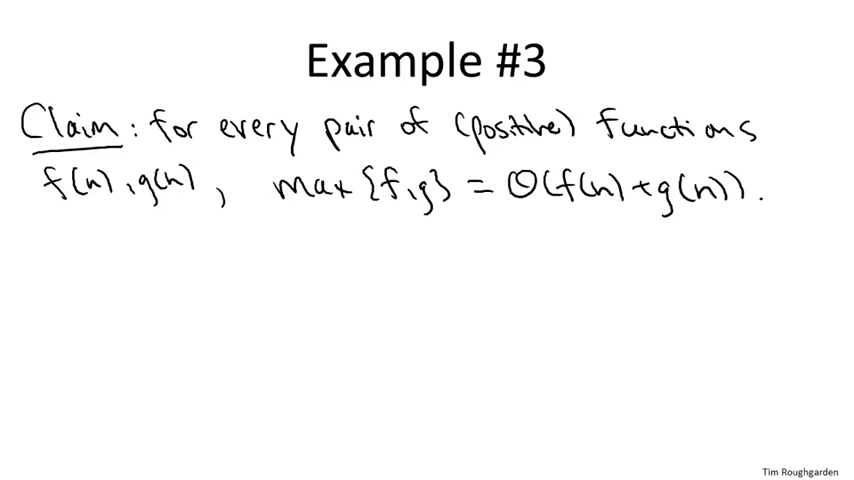 Example #3
Claim: for every pair of (positive) functions
f(n), g(n), max{f,g} = Θ(f(n)+g(n)).
Tim Roughgarden